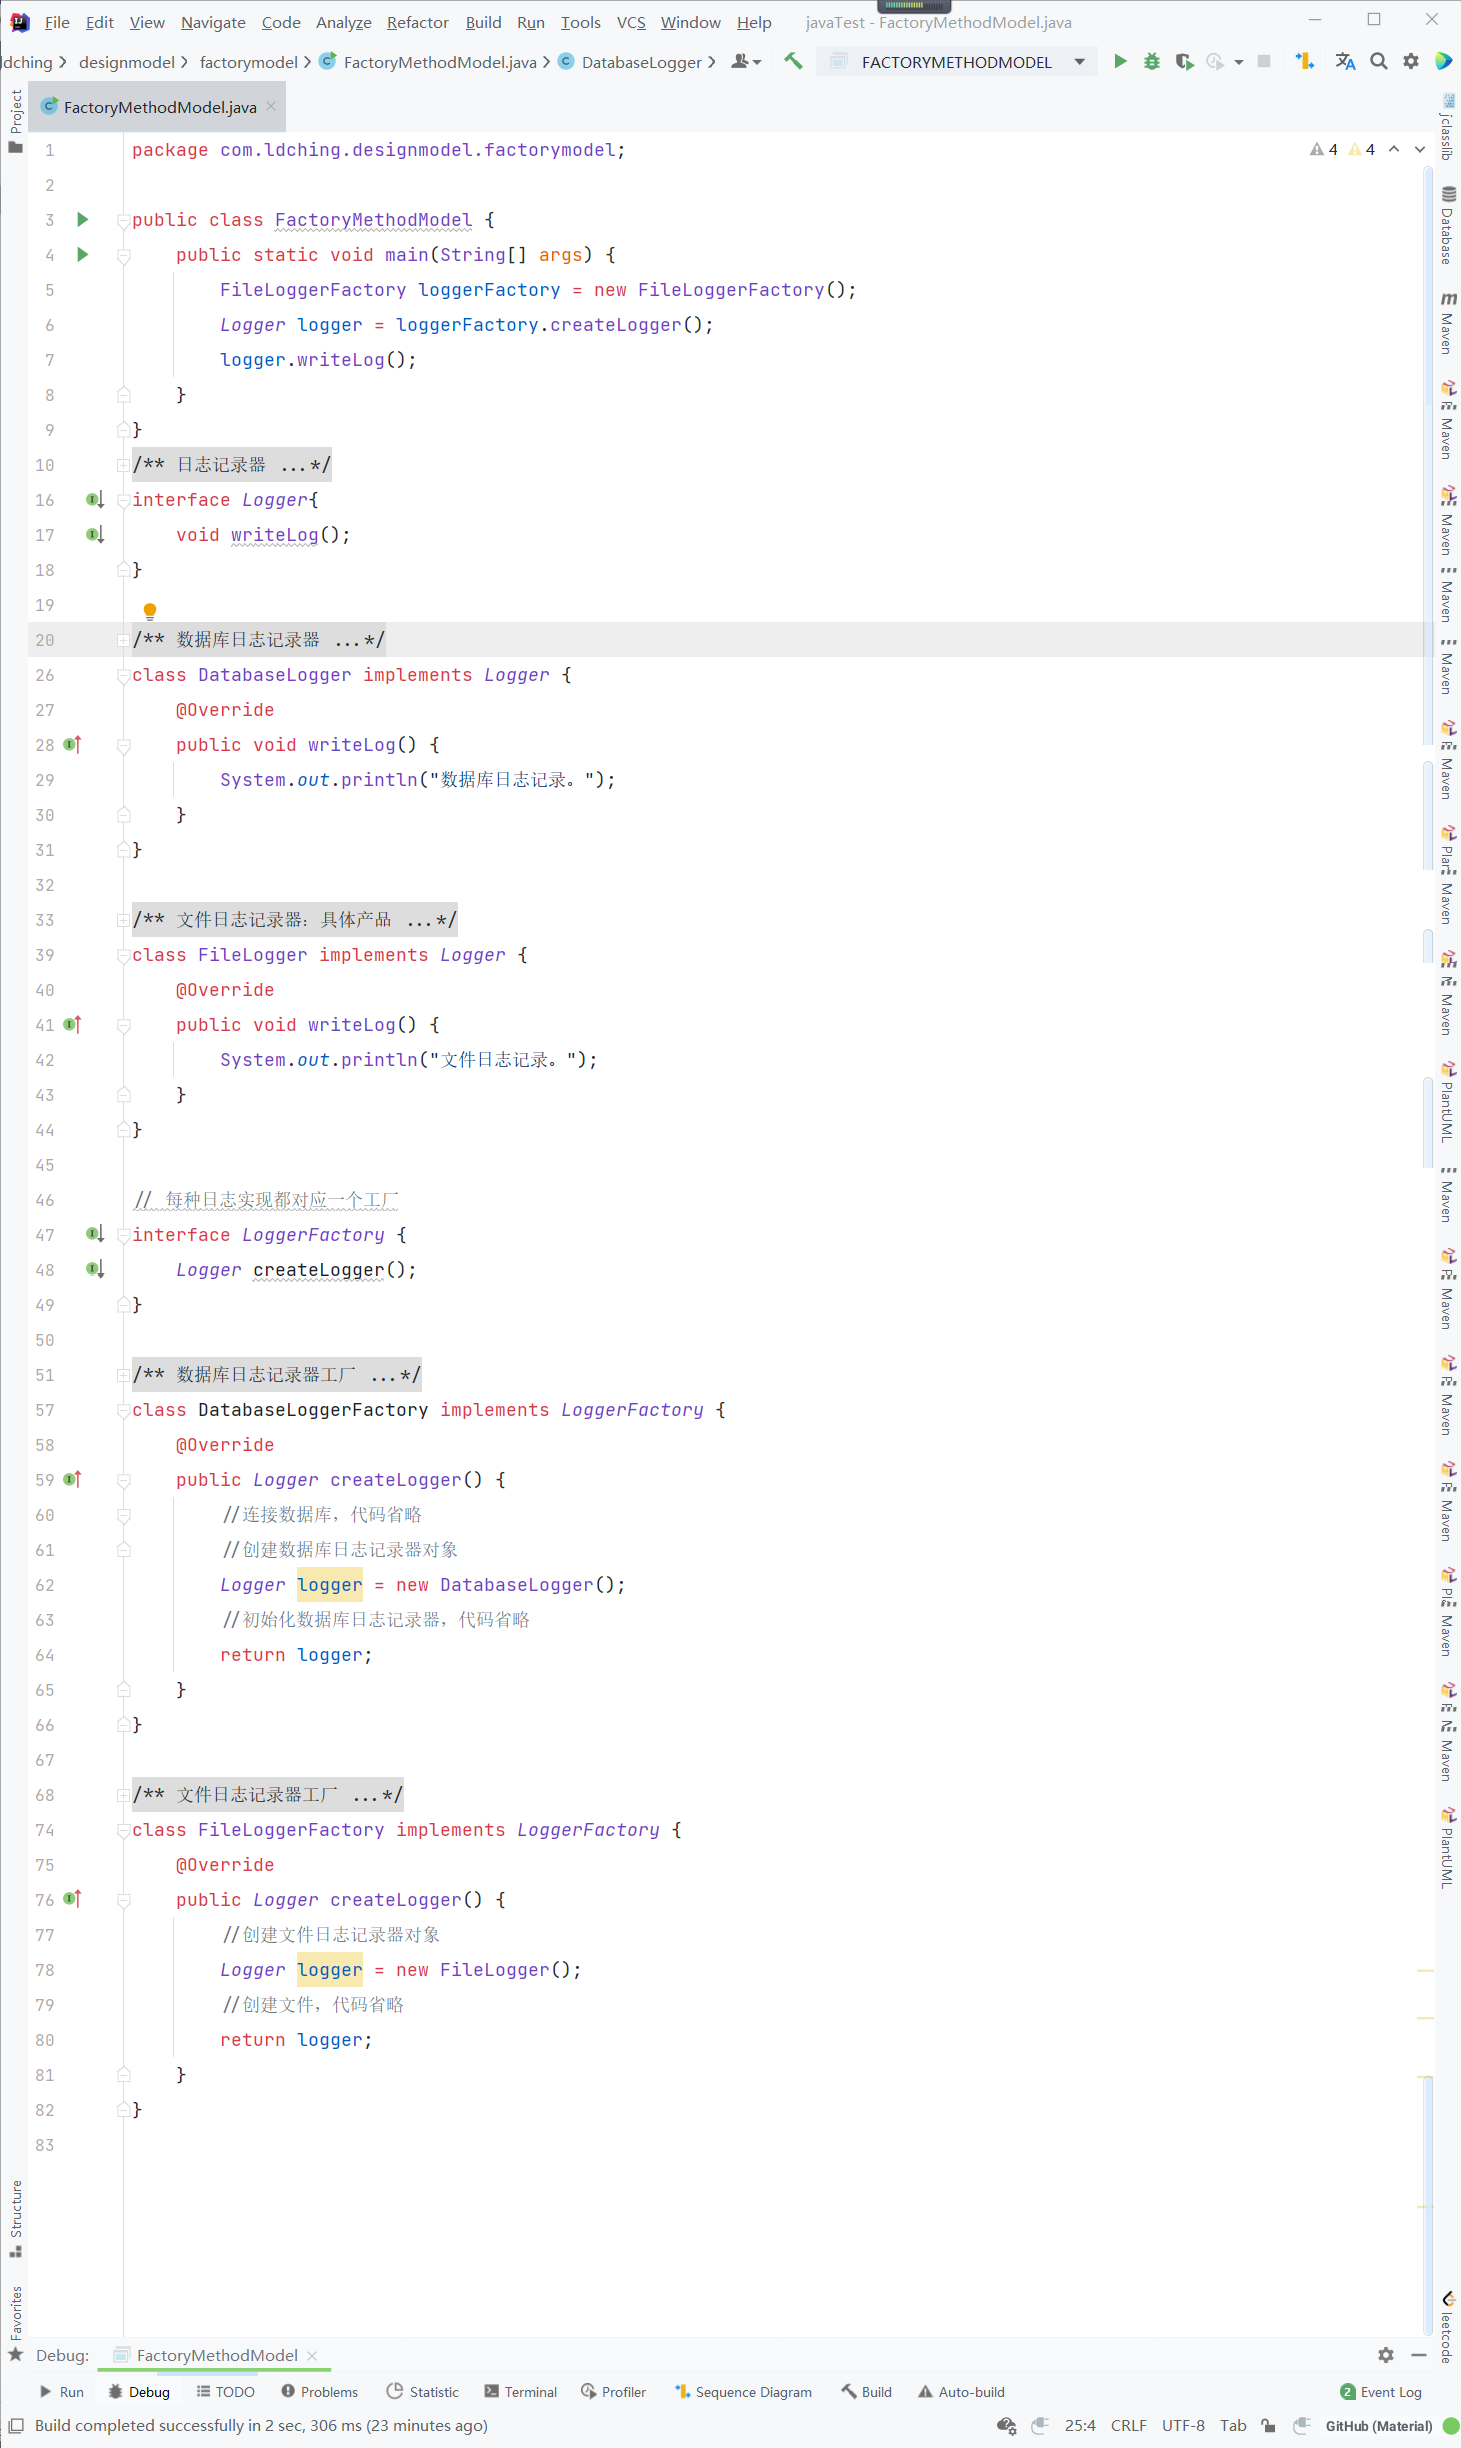 File Edit View Navigate Code Analyze Refactor Build Run Tools VCS Window Help javaTest - FactoryMethodModel.java
ldching designmodel factorymodel FactoryMethodModel.java DatabaseLogger FACTORYMETHODMODEL
Project
FactoryMethodModel.java
4 4
1 package com.ldching.designmodel.factorymodel;
2
3 public class FactoryMethodModel {
4 public static void main(String[] args) {
5 FileLoggerFactory loggerFactory = new FileLoggerFactory();
6 Logger logger = loggerFactory.createLogger();
7 logger.writeLog();
8 }
9 }
10 /** 日志记录器 ...*/
16 interface Logger{
17 void writeLog();
18 }
19
20 /** 数据库日志记录器 ...*/
26 class DatabaseLogger implements Logger {
27 @Override
28 public void writeLog() {
29 System.out.println("数据库日志记录。");
30 }
31 }
32
33 /** 文件日志记录器：具体产品 ...*/
39 class FileLogger implements Logger {
40 @Override
41 public void writeLog() {
42 System.out.println("文件日志记录。");
43 }
44 }
45
46 // 每种日志实现都对应一个工厂
47 interface LoggerFactory {
48 Logger createLogger();
49 }
50
51 /** 数据库日志记录器工厂 ...*/
57 class DatabaseLoggerFactory implements LoggerFactory {
58 @Override
59 public Logger createLogger() {
60 //连接数据库，代码省略
61 //创建数据库日志记录器对象
62 Logger logger = new DatabaseLogger();
63 //初始化数据库日志记录器，代码省略
64 return logger;
65 }
66 }
67
68 /** 文件日志记录器工厂 ...*/
74 class FileLoggerFactory implements LoggerFactory {
75 @Override
76 public Logger createLogger() {
77 //创建文件日志记录器对象
78 Logger logger = new FileLogger();
79 //创建文件，代码省略
80 return logger;
81 }
82 }
83
Structure
Favorites
jclasslib
Database
m Maven
Maven
Maven
Maven
Maven
Maven
Maven
Maven
PlantUML
Maven
Maven
Maven
Maven
Maven
Maven
PlantUML
leetcode
Debug: FactoryMethodModel
Run Debug TODO Problems Statistic Terminal Profiler Sequence Diagram Build Auto-build 2 Event Log
Build completed successfully in 2 sec, 306 ms (23 minutes ago) 25:4 CRLF UTF-8 Tab GitHub (Material)